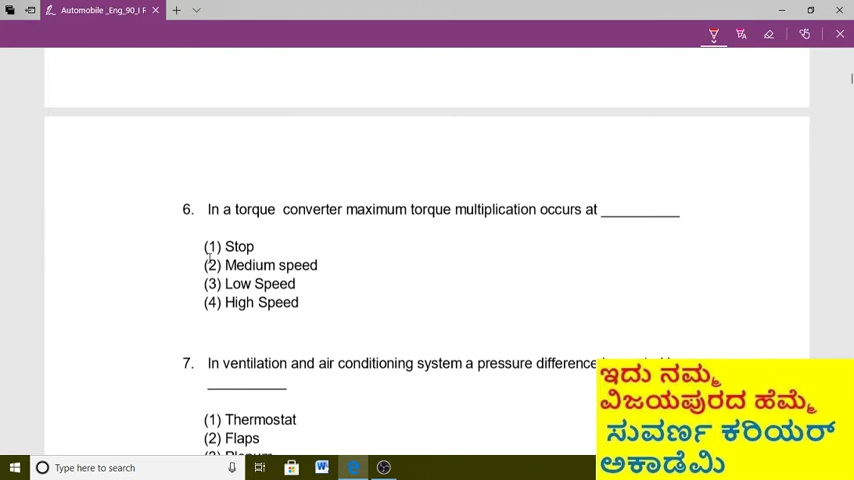 Automobile _Eng_90_I R
6. In a torque converter maximum torque multiplication occurs at __________
(1) Stop
(2) Medium speed
(3) Low Speed
(4) High Speed
7. In ventilation and air conditioning system a pressure difference
__________
(1) Thermostat
(2) Flaps
ಇದು ನಮ್ಮ
ವಿಜಯಪುರದ ಹೆಮ್ಮೆ
ಸುವರ್ಣ ಕರಿಯರ್
ಅಕಾಡೆಮಿ
Type here to search